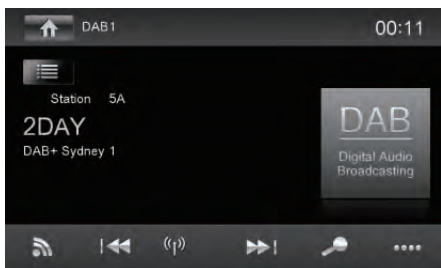 DAB1
00:11
Station 5A
2DAY
DAB+ Sydney 1
DAB
Digital Audio
Broadcasting